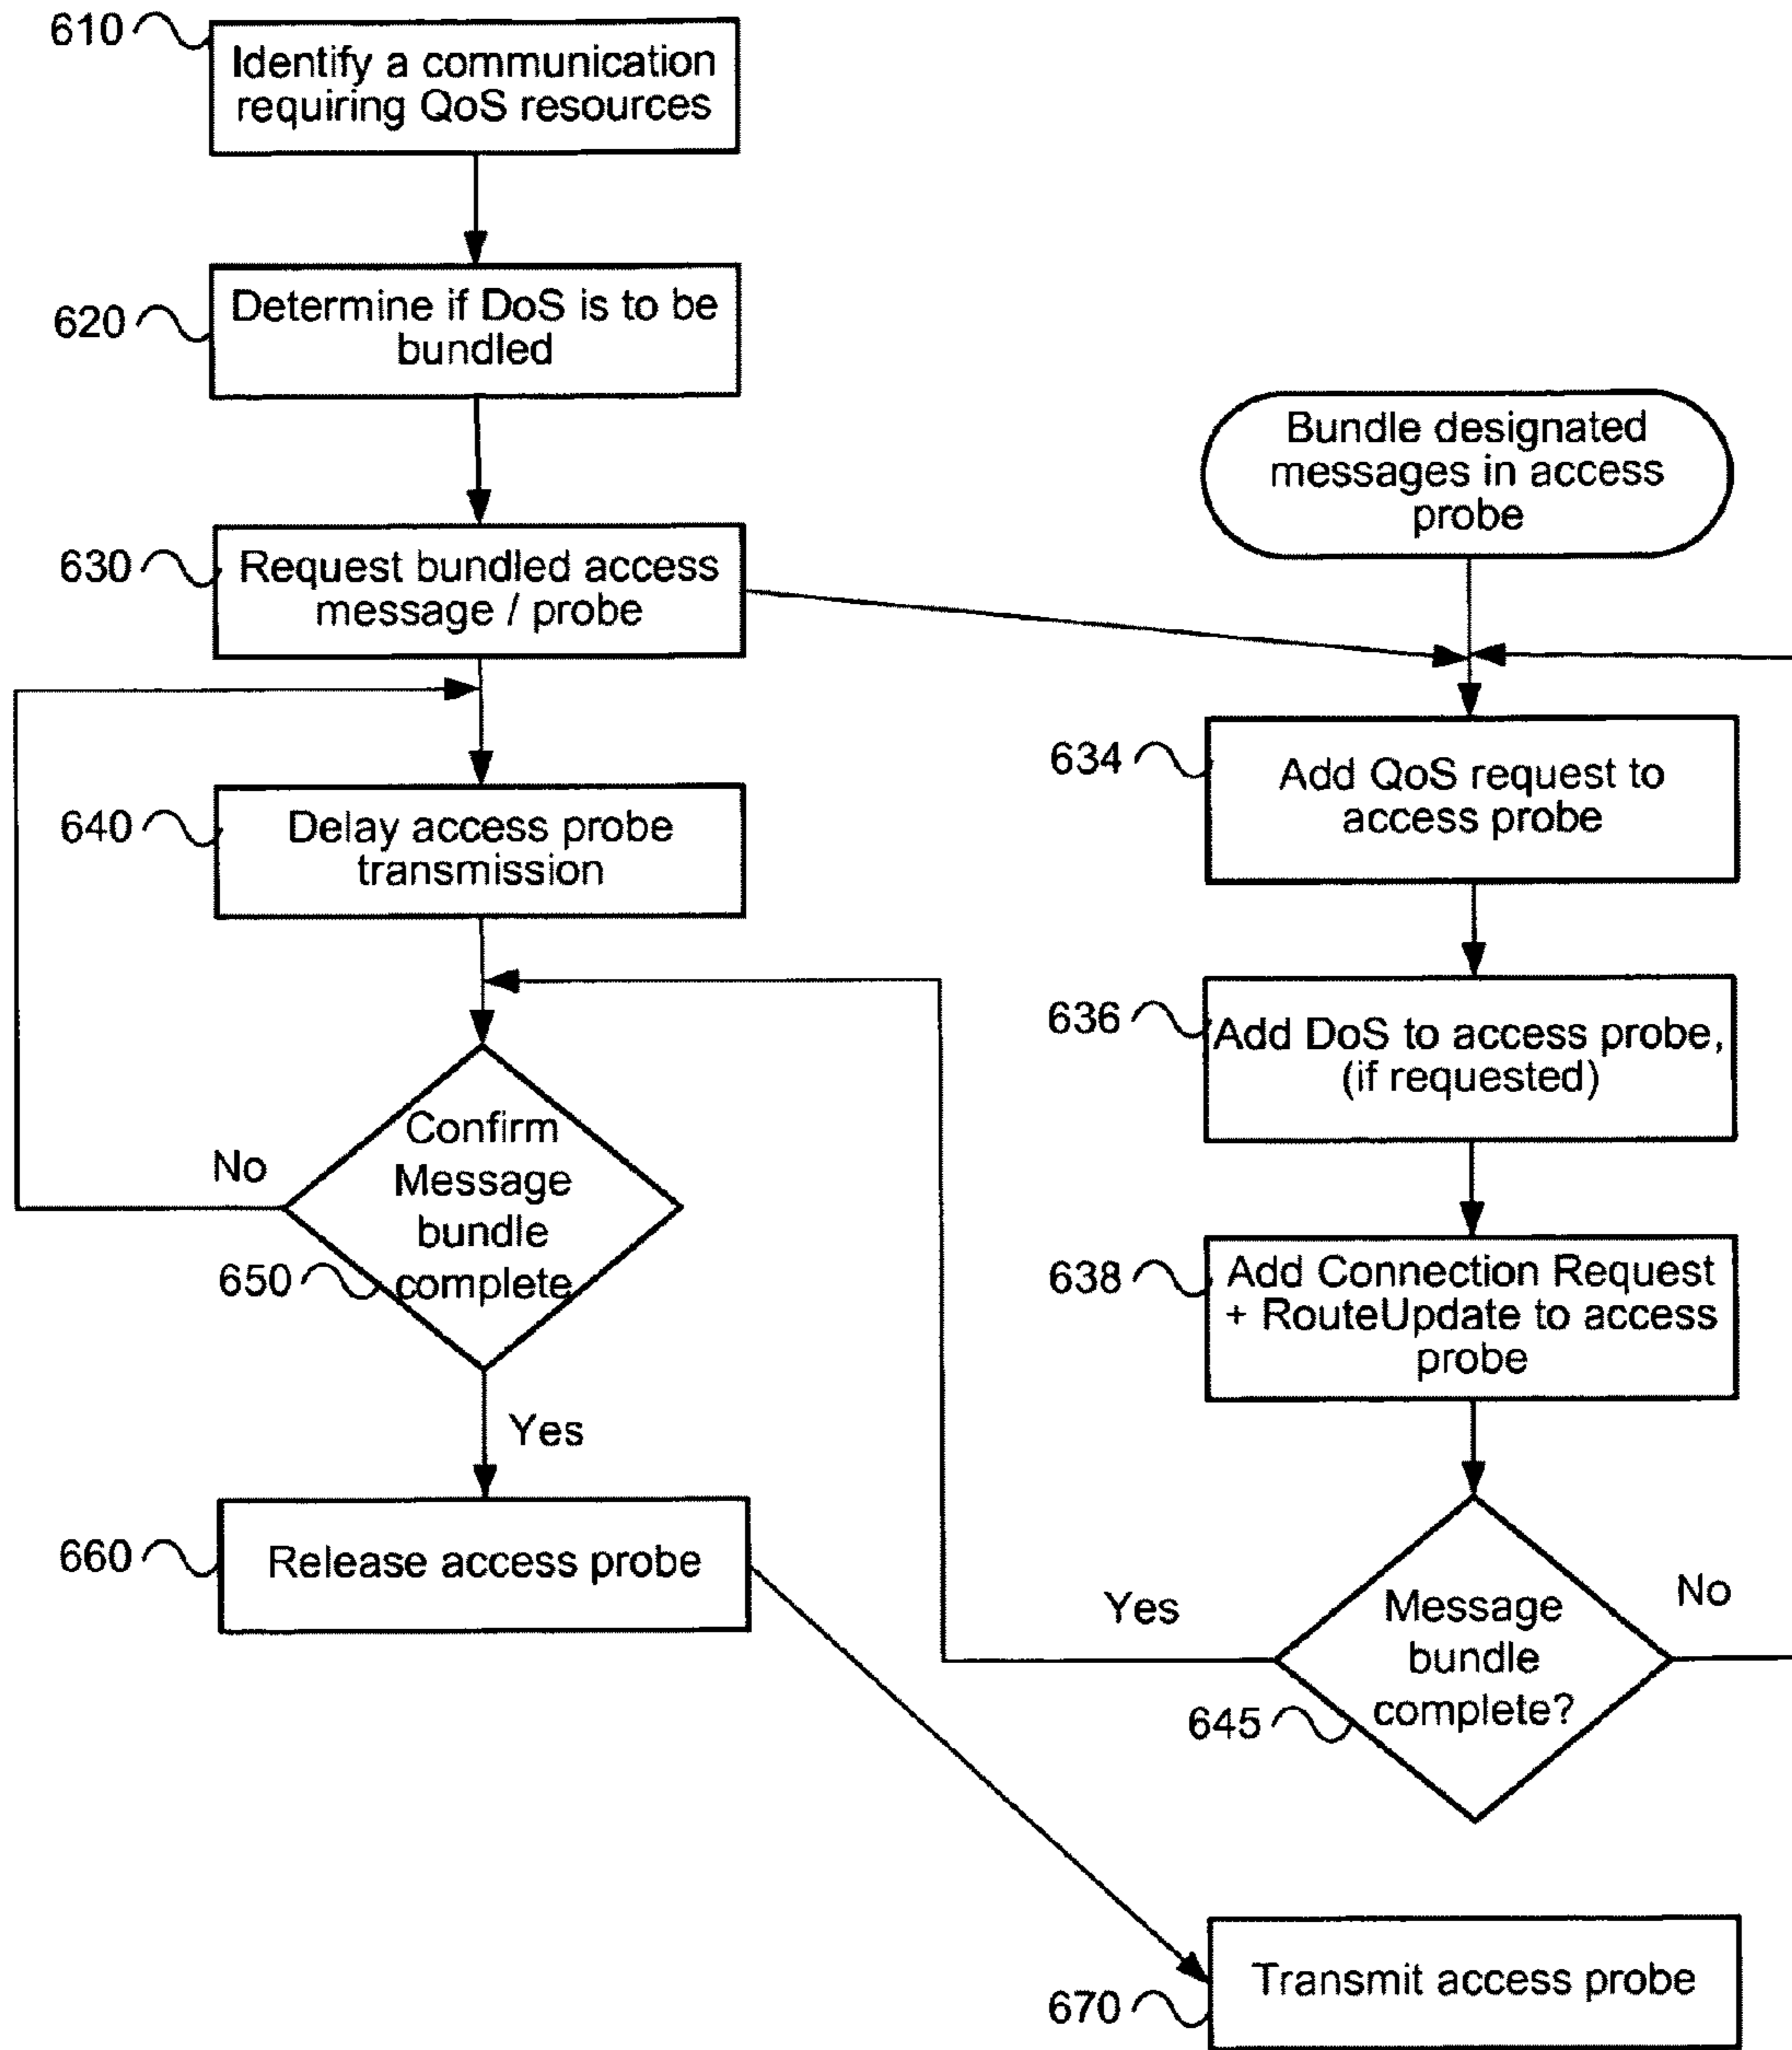 610
Identify a communication
requiring QoS resources
620
Determine if DoS is to be
bundled
630
Request bundled access
message / probe
640
Delay access probe
transmission
No
Confirm
Message
bundle
complete
650
Yes
660
Release access probe
Bundle designated
messages in access
probe
634
Add QoS request to
access probe
636
Add DoS to access probe,
(if requested)
638
Add Connection Request
+ RouteUpdate to access
probe
Yes
Message
bundle
complete?
No
645
670
Transmit access probe